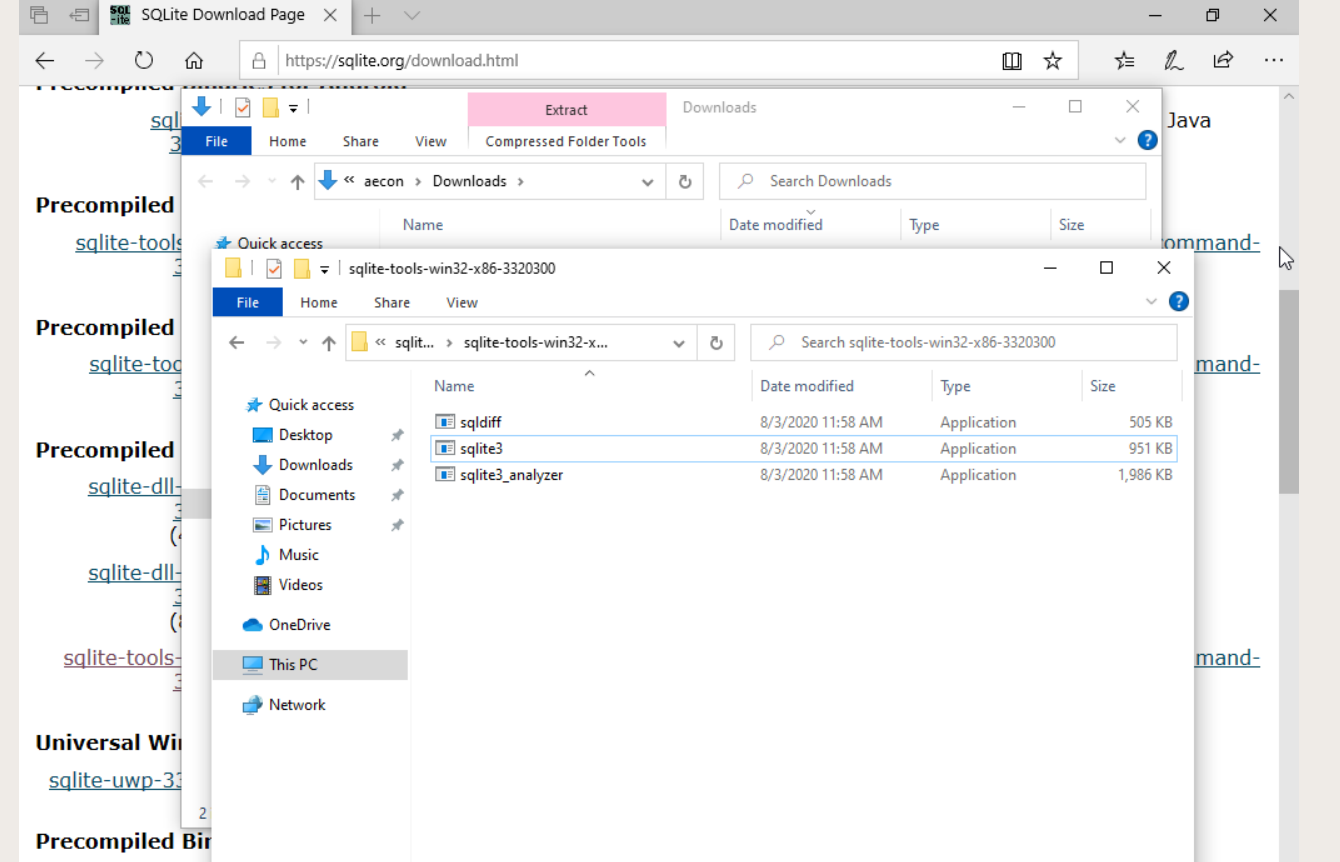 SQLite Download Page
https://sqlite.org/download.html
Extract
Downloads
File Home Share View Compressed Folder Tools
Java
« aecon > Downloads >
Search Downloads
Precompiled
Name Date modified Type Size
sqlite-tools
Quick access
command-
sqlite-tools-win32-x86-3320300
File Home Share View
Precompiled
« sqlit... > sqlite-tools-win32-x...
Search sqlite-tools-win32-x86-3320300
sqlite-too
mand-
Name Date modified Type Size
Quick access
sqldiff 8/3/2020 11:58 AM Application 505 KB
Desktop
sqlite3 8/3/2020 11:58 AM Application 951 KB
Precompiled
Downloads
sqlite3_analyzer 8/3/2020 11:58 AM Application 1,986 KB
sqlite-dll-
Documents
Pictures
Music
sqlite-dll-
Videos
OneDrive
sqlite-tools-
This PC
mand-
Network
Universal Wi
sqlite-uwp-33
2
Precompiled Bin